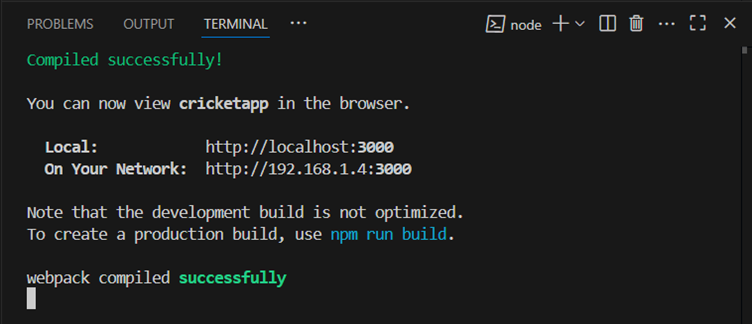 PROBLEMS OUTPUT TERMINAL ··· node ···
Compiled successfully!
You can now view cricketapp in the browser.
Local: http://localhost:3000
On Your Network: http://192.168.1.4:3000
Note that the development build is not optimized.
To create a production build, use npm run build.
webpack compiled successfully